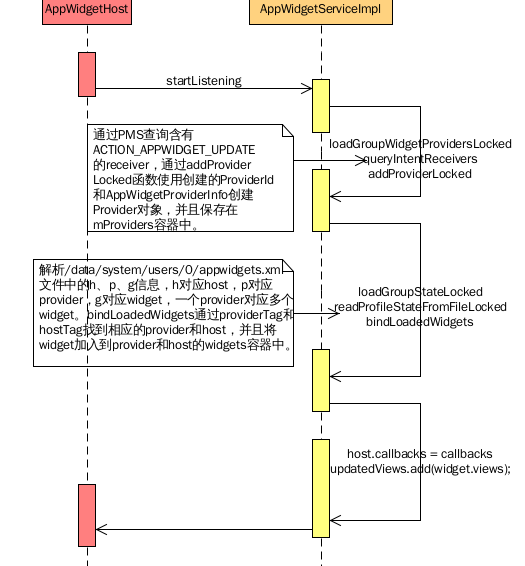 AppWidgetHost
AppWidgetServiceImpl
startListening
通过PMS查询含有
ACTION_APPWIDGET_UPDATE
的receiver，通过addProvider
Locked函数使用创建的ProviderId
和AppWidgetProviderInfo创建
Provider对象，并且保存在
mProviders容器中。
loadGroupWidgetProvidersLocked
queryIntentReceivers
addProviderLocked
解析/data/system/users/0/appwidgets.xml
文件中的h、p、g信息，h对应host，p对应
provider，g对应widget，一个provider对应多个
widget。bindLoadedWidgets通过providerTag和
hostTag找到相应的provider和host，并且将
widget加入到provider和host的widgets容器中。
loadGroupStateLocked
readProfileStateFromFileLocked
bindLoadedWidgets
host.callbacks = callbacks
updatedViews.add(widget.views);